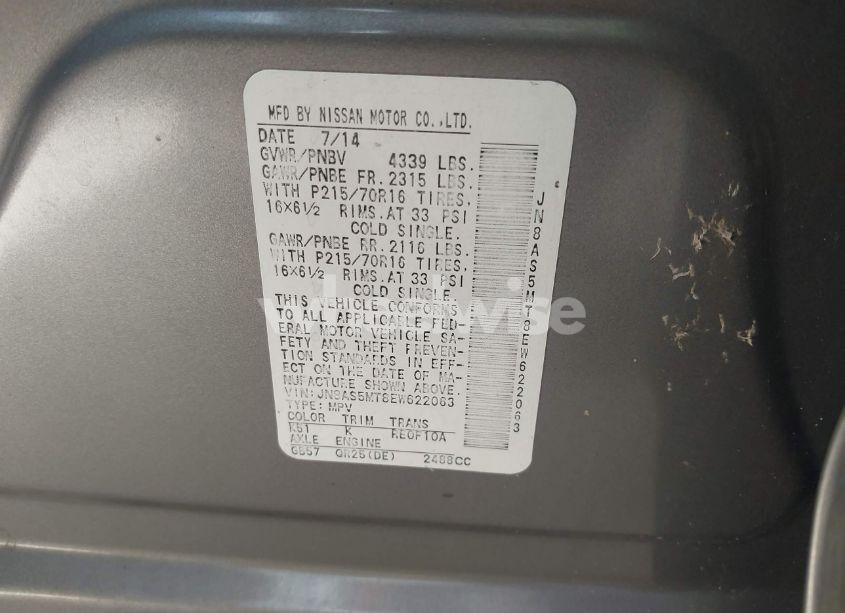 MFD BY NISSAN MOTOR CO.,LTD.
DATE 7/14
GVWR/PNBV 4339 LBS.
GAWR/PNBE FR. 2315 LBS.
WITH P215/70R16 TIRES.
16X6½ RIMS. AT 33 PSI
COLD SINGLE.
GAWR/PNBE RR. 2116 LBS.
WITH P215/70R16 TIRES.
16X6½ RIMS. AT 33 PSI
COLD SINGLE.
THIS VEHICLE CONFORMS
TO ALL APPLICABLE FED-
ERAL MOTOR VEHICLE SA-
FETY AND THEFT PREVEN-
TION STANDARDS IN EFF-
ECT ON THE DATE OF MA-
NUFACTURE SHOWN ABOVE.
VIN: JN8AS5MT8EW622063
TYPE: MPV
COLOR TRIM TRANS
K51 K RE0F10A
AXLE ENGINE
GB57 QR25(DE) 2488CC
JN8AS5MT8EW622063